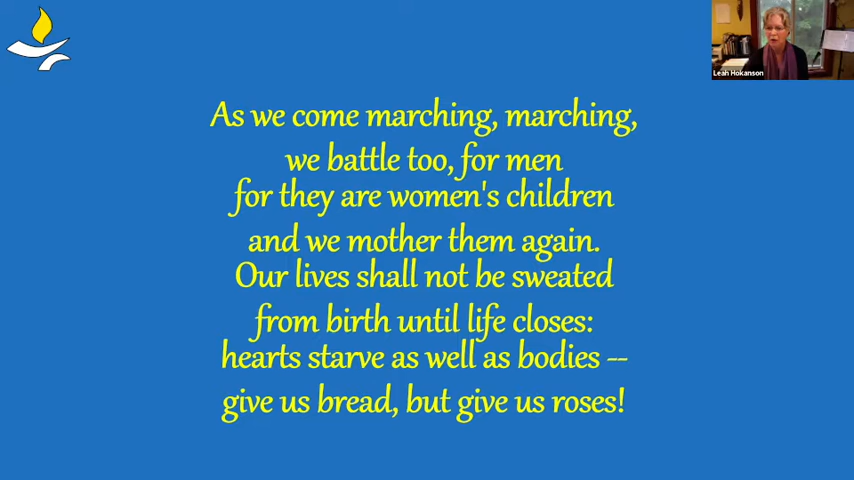 Leah Hokanson
As we come marching, marching,
we battle too, for men
for they are women's children
and we mother them again.
Our lives shall not be sweated
from birth until life closes:
hearts starve as well as bodies --
give us bread, but give us roses!